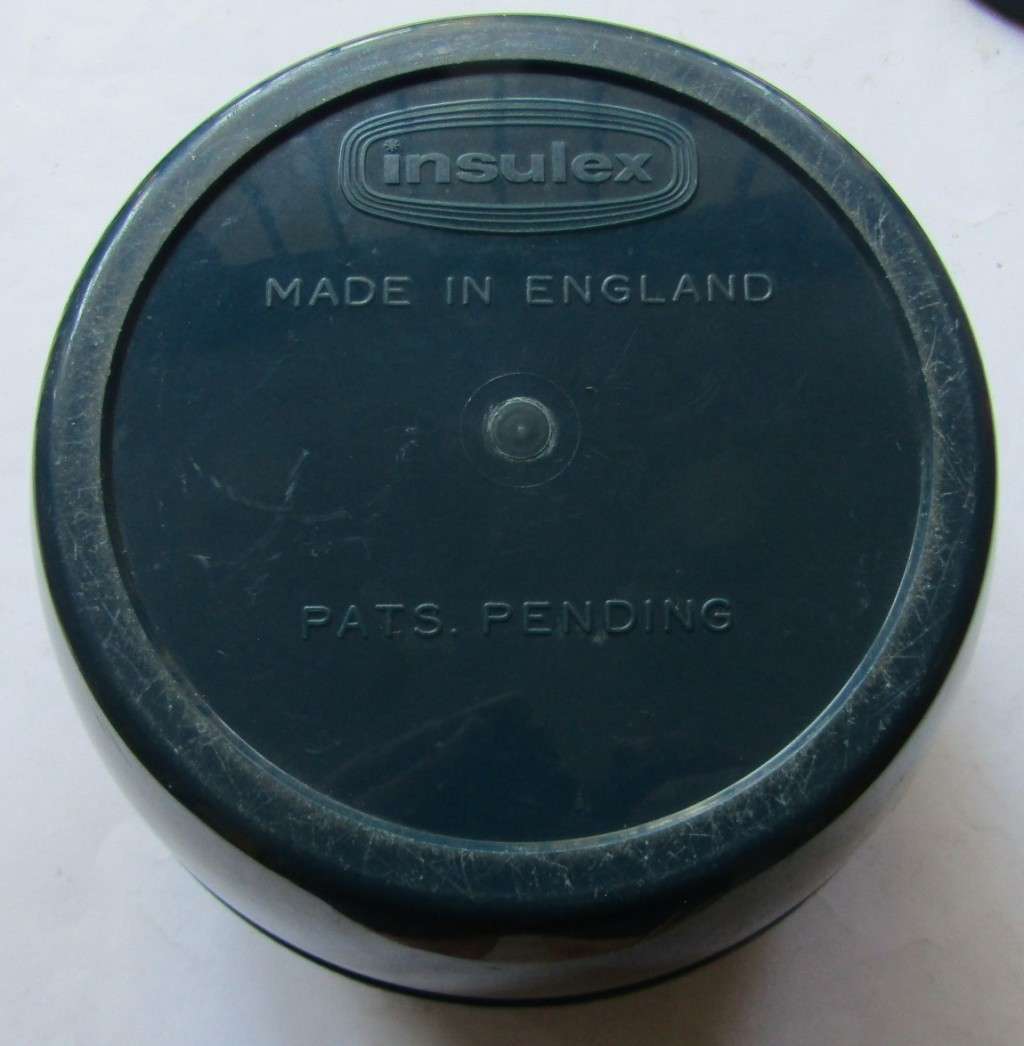 insulex
MADE IN ENGLAND
PATS. PENDING